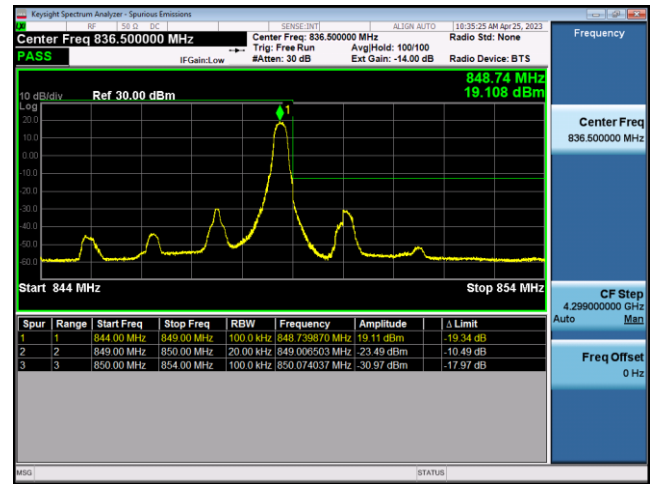 Keysight Spectrum Analyzer - Spurious Emissions
RF 50 Ω DC SENSE:INT ALIGN AUTO 10:35:25 AM Apr 25, 2023
Center Freq 836.500000 MHz
Center Freq: 836.500000 MHz Radio Std: None
Trig: Free Run Avg|Hold: 100/100
PASS IFGain:Low #Atten: 30 dB Ext Gain: -14.00 dB Radio Device: BTS
848.74 MHz
19.108 dBm
10 dB/div Ref 30.00 dBm
Log
1
20.0
10.0
0.00
-10.0
-20.0
-30.0
-40.0
-50.0
-60.0
Start 844 MHz Stop 854 MHz
Spur Range Start Freq Stop Freq RBW Frequency Amplitude Δ Limit
1 1 844.00 MHz 849.00 MHz 100.0 kHz 848.739870 MHz 19.11 dBm -19.34 dB
2 2 849.00 MHz 850.00 MHz 20.00 kHz 849.006503 MHz -23.49 dBm -10.49 dB
3 3 850.00 MHz 854.00 MHz 100.0 kHz 850.074037 MHz -30.97 dBm -17.97 dB
MSG STATUS
Frequency
Center Freq
836.500000 MHz
CF Step
4.299000000 GHz
Auto Man
Freq Offset
0 Hz